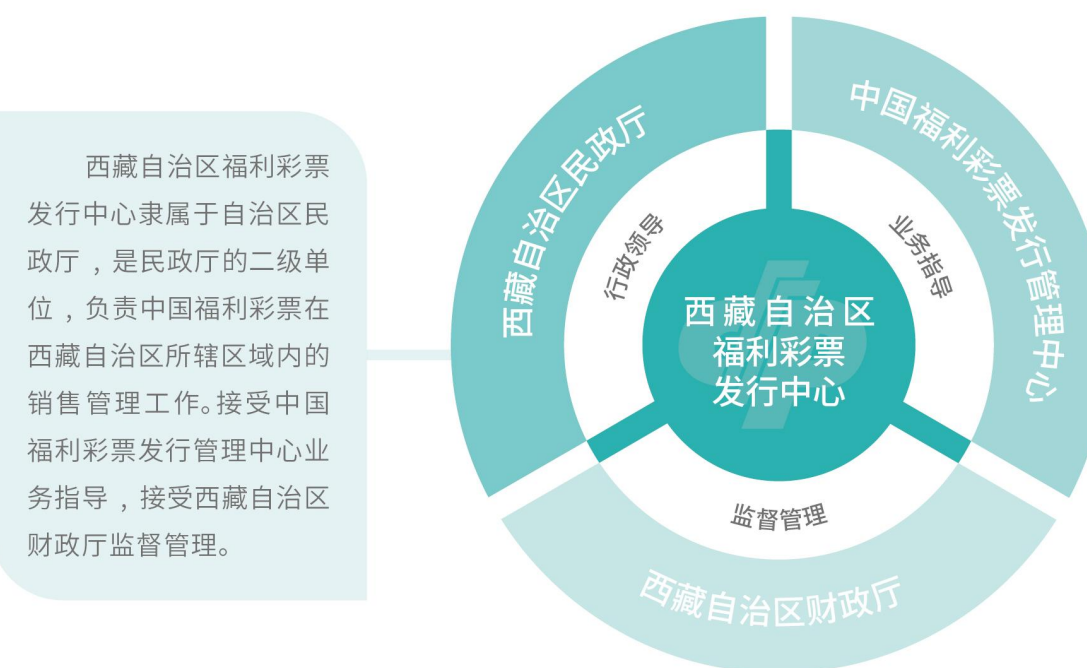 西藏自治区福利彩票
发行中心隶属于自治区民
政厅，是民政厅的二级单
位，负责中国福利彩票在
西藏自治区所辖区域内的
销售管理工作。接受中国
福利彩票发行管理中心业
务指导，接受西藏自治区
财政厅监督管理。
西藏自治区民政厅
中国福利彩票发行管理中心
行政领导
业务指导
西藏自治区
福利彩票
发行中心
监督管理
西藏自治区财政厅